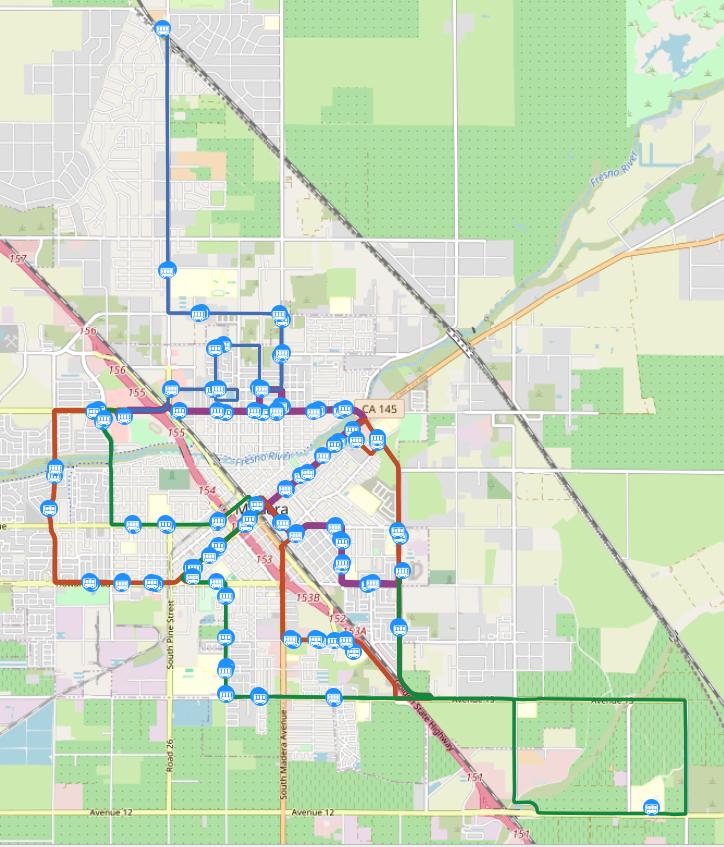 Fresno River
157
156
156
155
CA 145
155
Fresno River
154
Madera
153
153B
152
153A
South Pine Street
Avenue 13
Avenue 13
State Highway
South Madera Avenue
Road 26
151
Avenue 12
Avenue 12
151